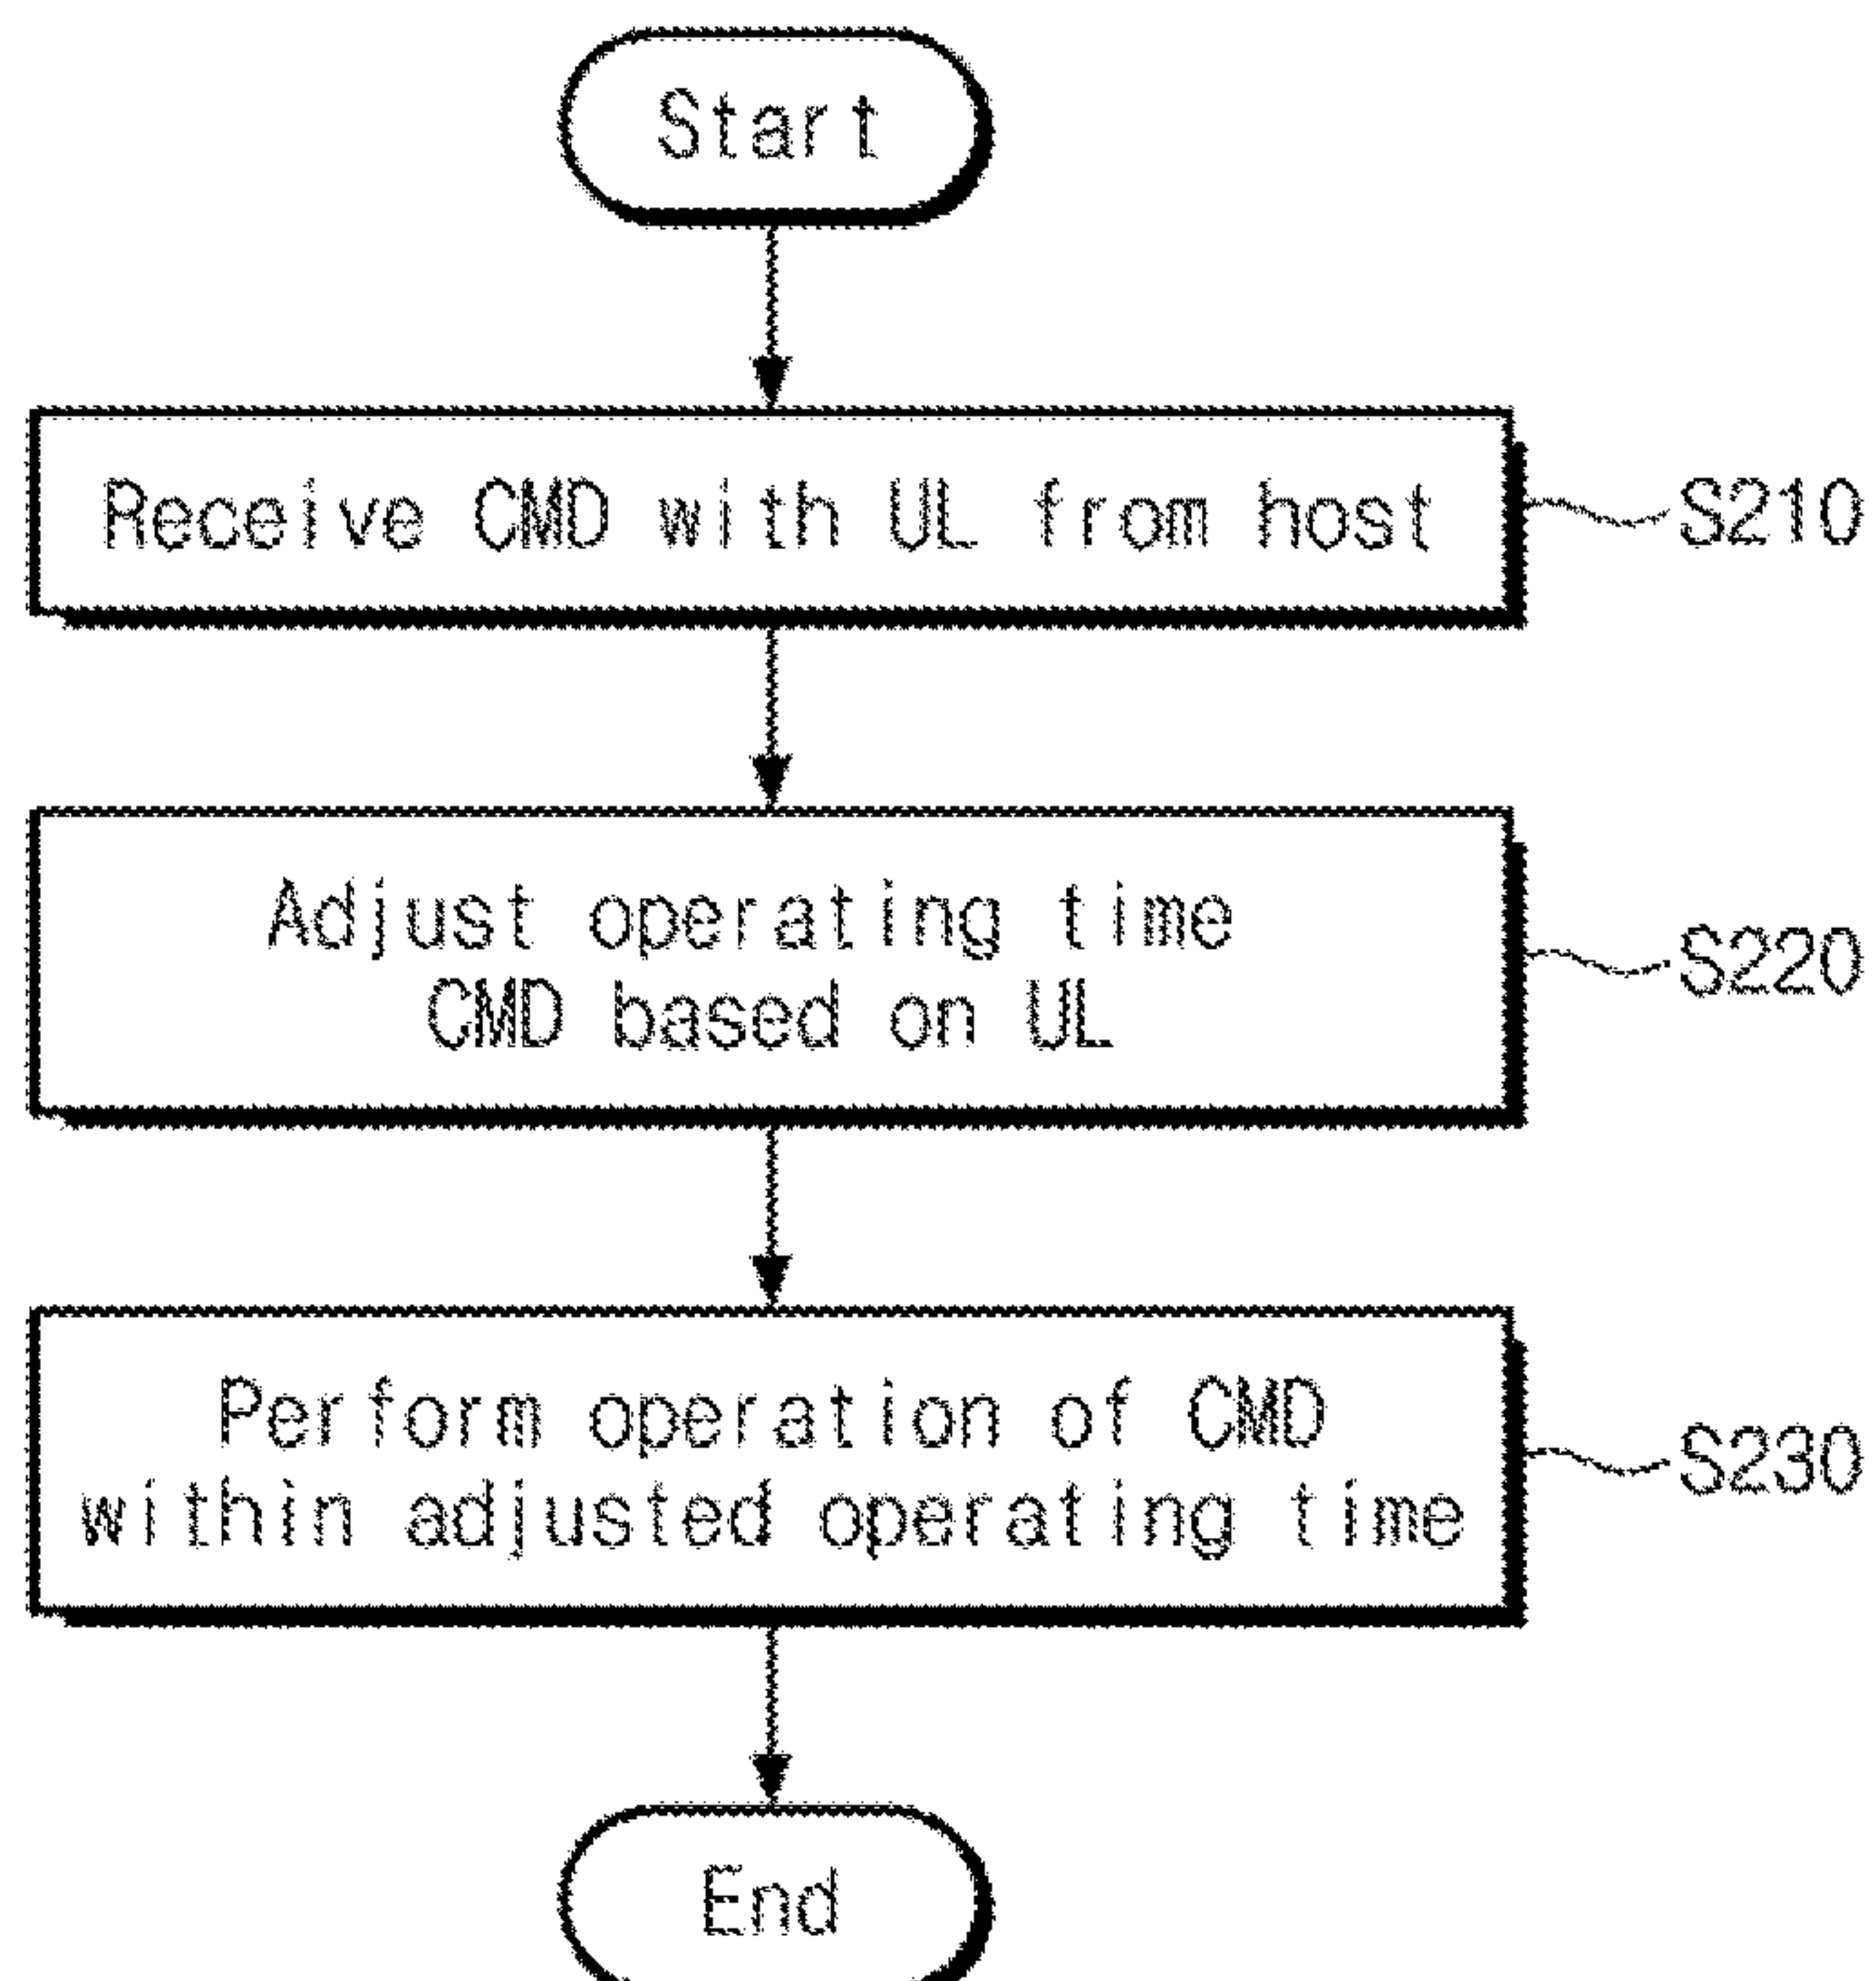 Start
Receive CMD with UL from host
S210
Adjust operating time
CMD based on UL
S220
Perform operation of CMD
within adjusted operating time
S230
End